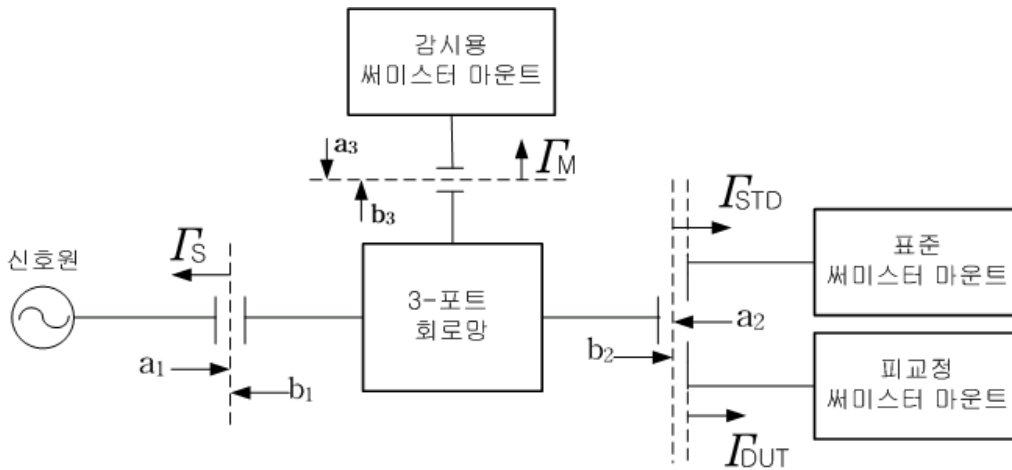 감시용
써미스터 마운트
a3
ΓM
b3
ΓSTD
신호원
ΓS
3-포트
회로망
표준
써미스터 마운트
a2
b2
a1
b1
피교정
써미스터 마운트
ΓDUT